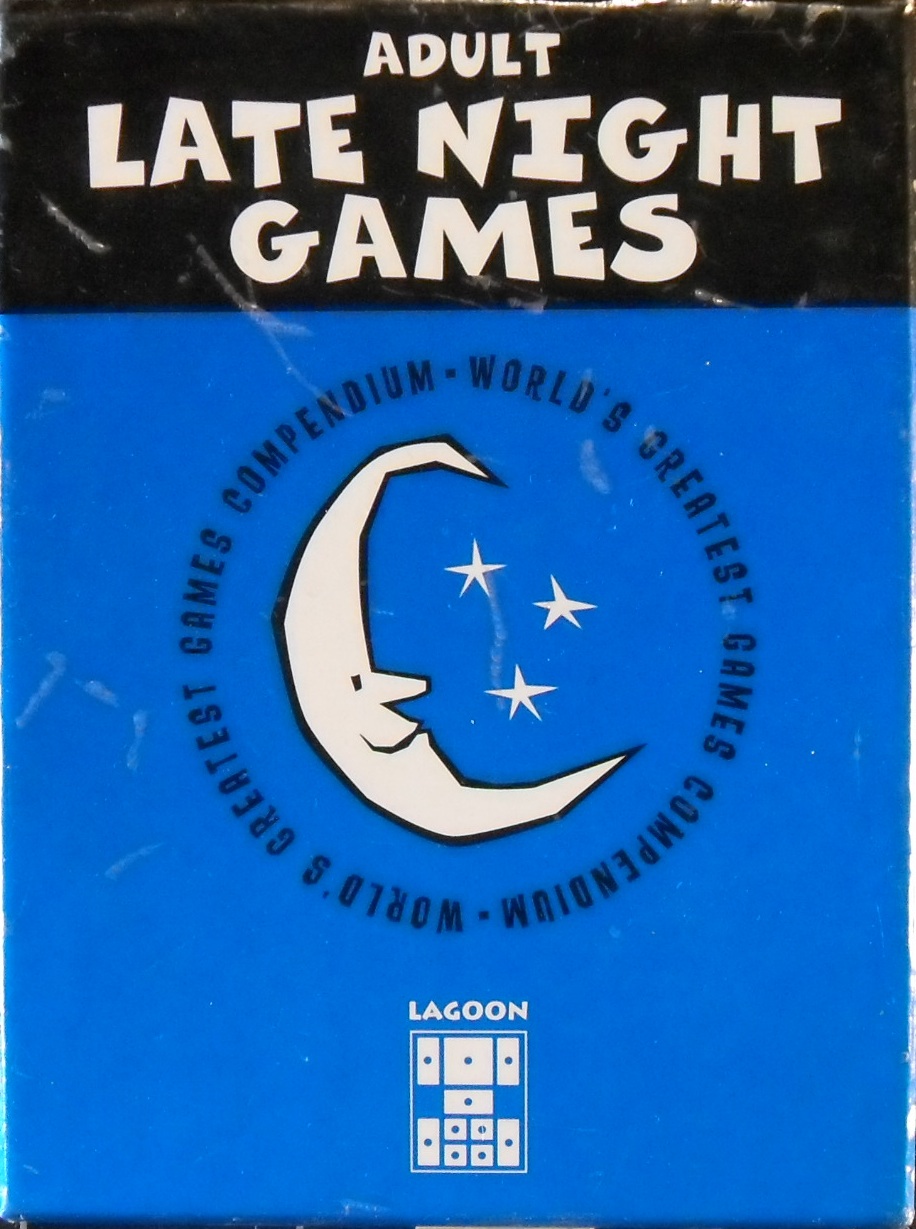 ADULT
LATE NIGHT
GAMES
WORLD'S GREATEST GAMES COMPENDIUM • WORLD'S GREATEST GAMES COMPENDIUM •
LAGOON